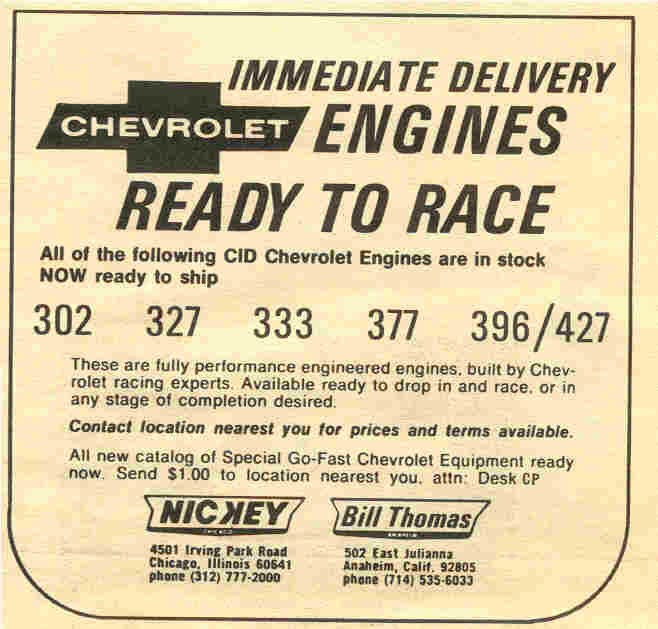 IMMEDIATE DELIVERY
CHEVROLET ENGINES
READY TO RACE
All of the following CID Chevrolet Engines are in stock
NOW ready to ship
302 327 333 377 396/427
These are fully performance engineered engines, built by Chev-
rolet racing experts. Available ready to drop in and race, or in
any stage of completion desired.
Contact location nearest you for prices and terms available.
All new catalog of Special Go-Fast Chevrolet Equipment ready
now. Send $1.00 to location nearest you, attn: Desk CP
NICKEY
CHICAGO
4501 Irving Park Road
Chicago, Illinois 60641
phone (312) 777-2000
Bill Thomas
ANAHEIM
502 East Julianna
Anaheim, Calif. 92805
phone (714) 535-6033